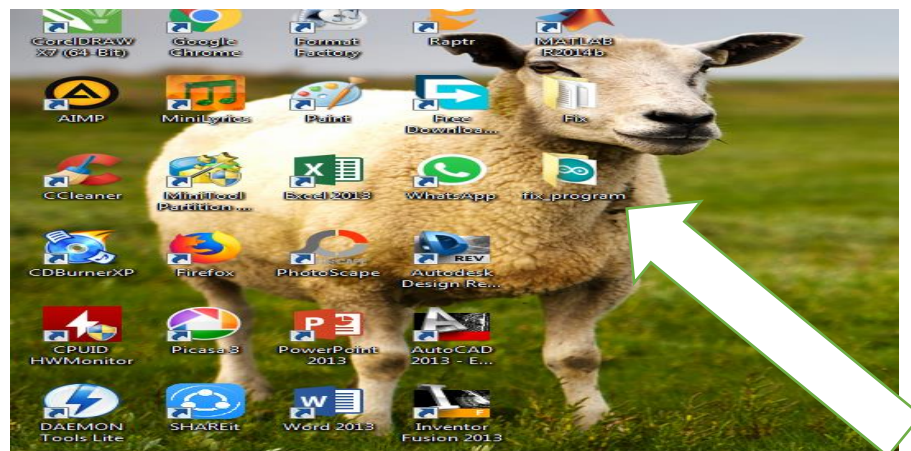 CorelDRAW
X7 (64-Bit)
Google
Chrome
Format
Factory
Raptr
MATLAB
R2014b
AIMP
MiniLyrics
Paint
Free
Downloa...
Fix
CCleaner
MiniTool
Partition ...
Excel 2013
WhatsApp
fix_program
CDBurnerXP
Firefox
PhotoScape
REV
Autodesk
Design Re...
CPUID
HWMonitor
Picasa 3
PowerPoint
2013
AutoCAD
2013 - E...
DAEMON
Tools Lite
SHAREit
Word 2013
Inventor
Fusion 2013